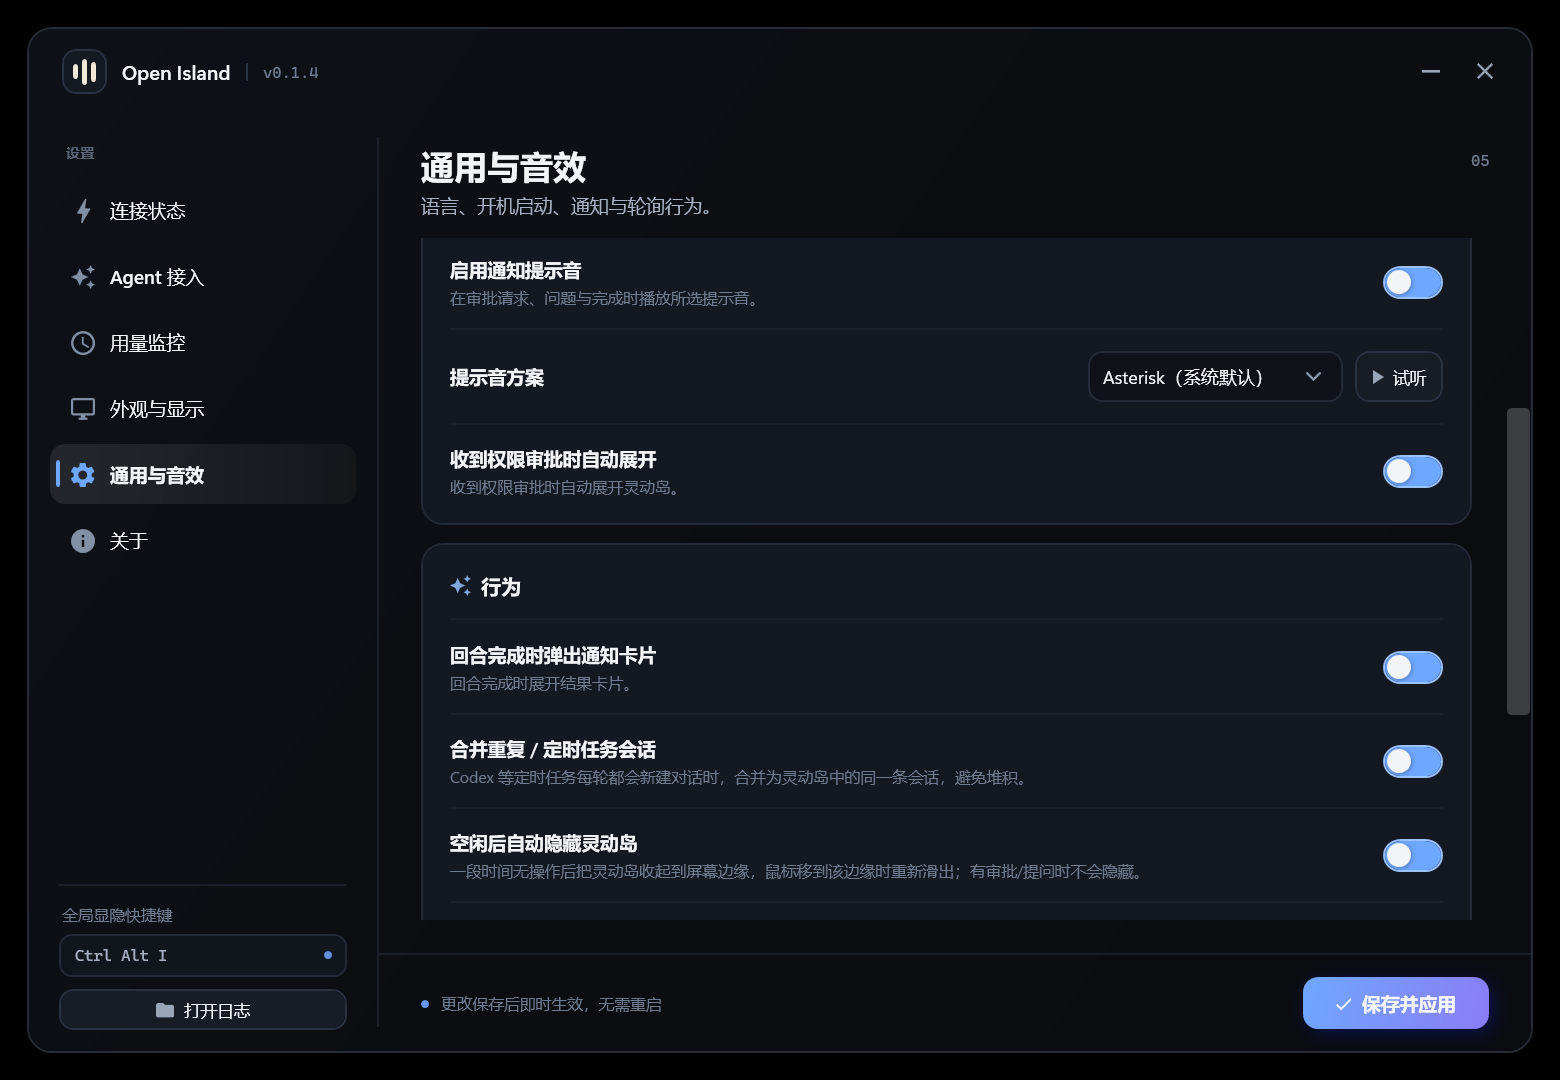 Open Island
v0.1.4
设置
连接状态
Agent 接入
用量监控
外观与显示
通用与音效
关于
全局显隐快捷键
Ctrl Alt I
打开日志
通用与音效
05
语言、开机启动、通知与轮询行为。
启用通知提示音
在审批请求、问题与完成时播放所选提示音。
提示音方案
Asterisk（系统默认）
试听
收到权限审批时自动展开
收到权限审批时自动展开灵动岛。
行为
回合完成时弹出通知卡片
回合完成时展开结果卡片。
合并重复 / 定时任务会话
Codex 等定时任务每轮都会新建对话时，合并为灵动岛中的同一条会话，避免堆积。
空闲后自动隐藏灵动岛
一段时间无操作后把灵动岛收起到屏幕边缘，鼠标移到该边缘时重新滑出；有审批/提问时不会隐藏。
更改保存后即时生效，无需重启
保存并应用